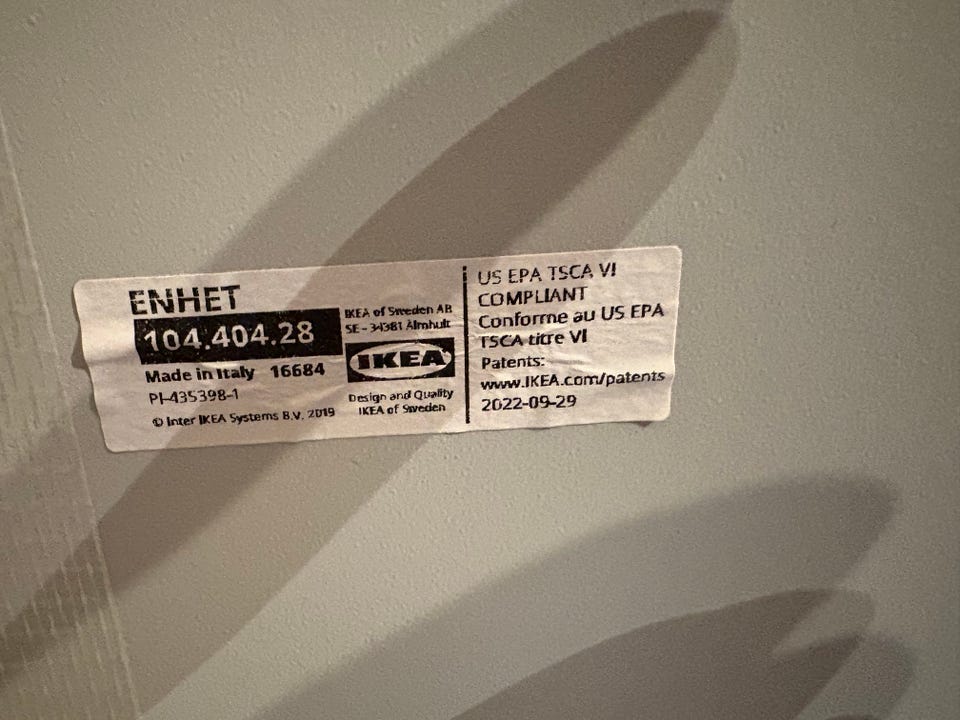 ENHET
104.404.28
Made in Italy 16684
PI-435398-1
© Inter IKEA Systems B.V. 2019
IKEA of Sweden AB
SE - 34381 Älmhult
IKEA
Design and Quality
IKEA of Sweden
US EPA TSCA VI
COMPLIANT
Conforme au US EPA
TSCA titre VI
Patents:
www.IKEA.com/patents
2022-09-29